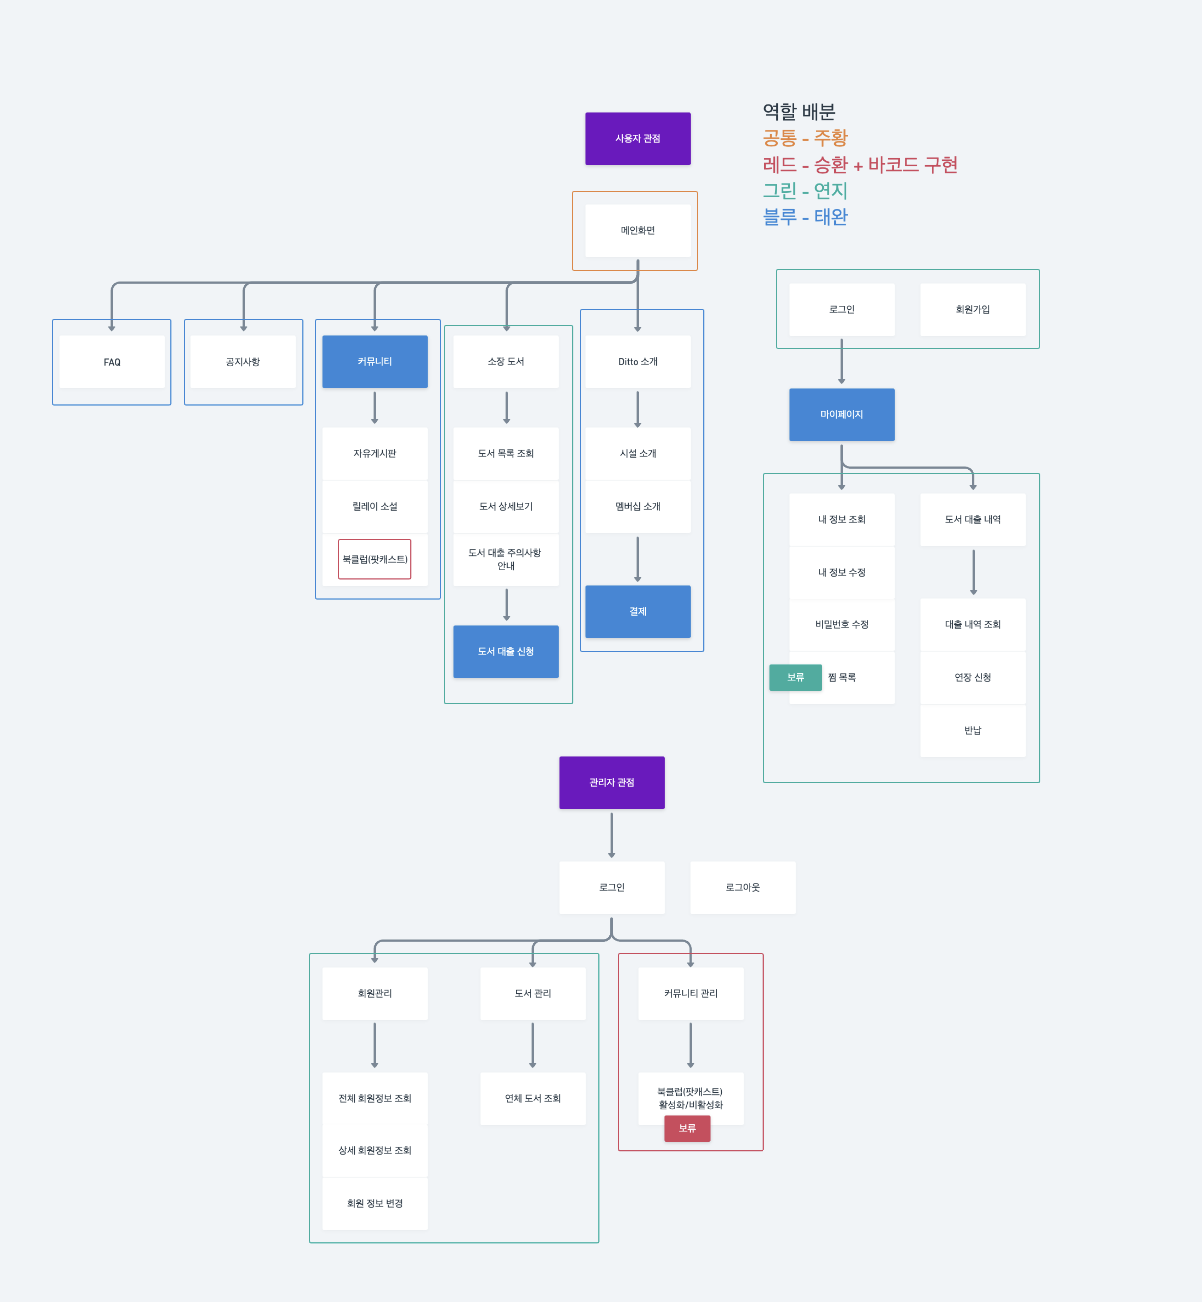 역할 배분
공통 - 주황
레드 - 승환 + 바코드 구현
그린 - 연지
블루 - 태완
사용자 관점
메인화면
FAQ
공지사항
커뮤니티
소장 도서
Ditto 소개
자유게시판
릴레이 소설
북클럽(팟캐스트)
도서 목록 조회
도서 상세보기
도서 대춤 주의사항
안내
도서 대출 신청
시설 소개
멤버십 소개
결제
로그인
회원가입
마이페이지
내 정보 조회
내 정보 수정
비밀번호 수정
보류
찜 목록
도서 대출 내역
대출 내역 조회
연장 신청
반납
관리자 관점
로그인
로그아웃
회원관리
도서 관리
커뮤니티 관리
전체 회원정보 조회
상세 회원정보 조회
회원 정보 변경
연체 도서 조회
북클럽(팟캐스트)
활성화/비활성화
보류